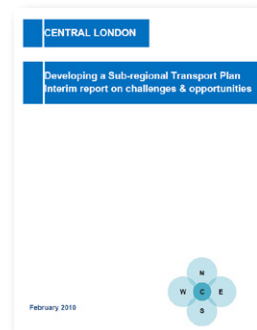 CENTRAL LONDON
Developing a Sub-regional Transport Plan
Interim report on challenges & opportunities
N
W C E
S
February 2010